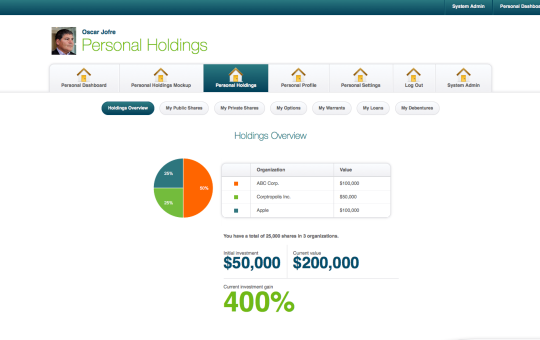 System Admin Personal Dashboa
Oscar Jofre
Personal Holdings
Personal Dashboard Personal Holdings Mockup Personal Holdings Personal Profile Personal Settings Log Out System Admin
Holdings Overview My Public Shares My Private Shares My Options My Warrants My Loans My Debentures
Holdings Overview
Organization Value
25% 50% 25%
ABC Corp. $100,000
Corptropolis Inc. $50,000
Apple $100,000
You have a total of 25,000 shares in 3 organizations.
Initial investment Current value
$50,000 $200,000
Current investment gain
400%